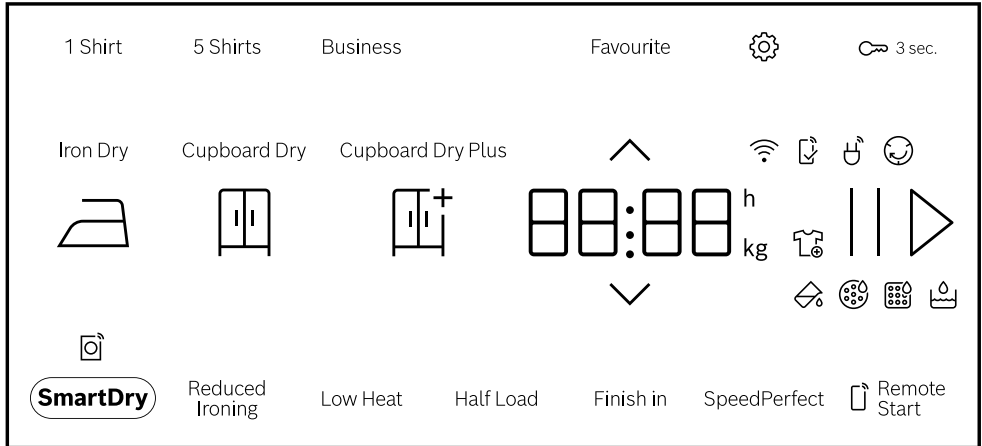 1 Shirt 5 Shirts Business Favourite 3 sec.
Iron Dry Cupboard Dry Cupboard Dry Plus
88:88 h
kg
SmartDry Reduced Ironing Low Heat Half Load Finish in SpeedPerfect Remote Start